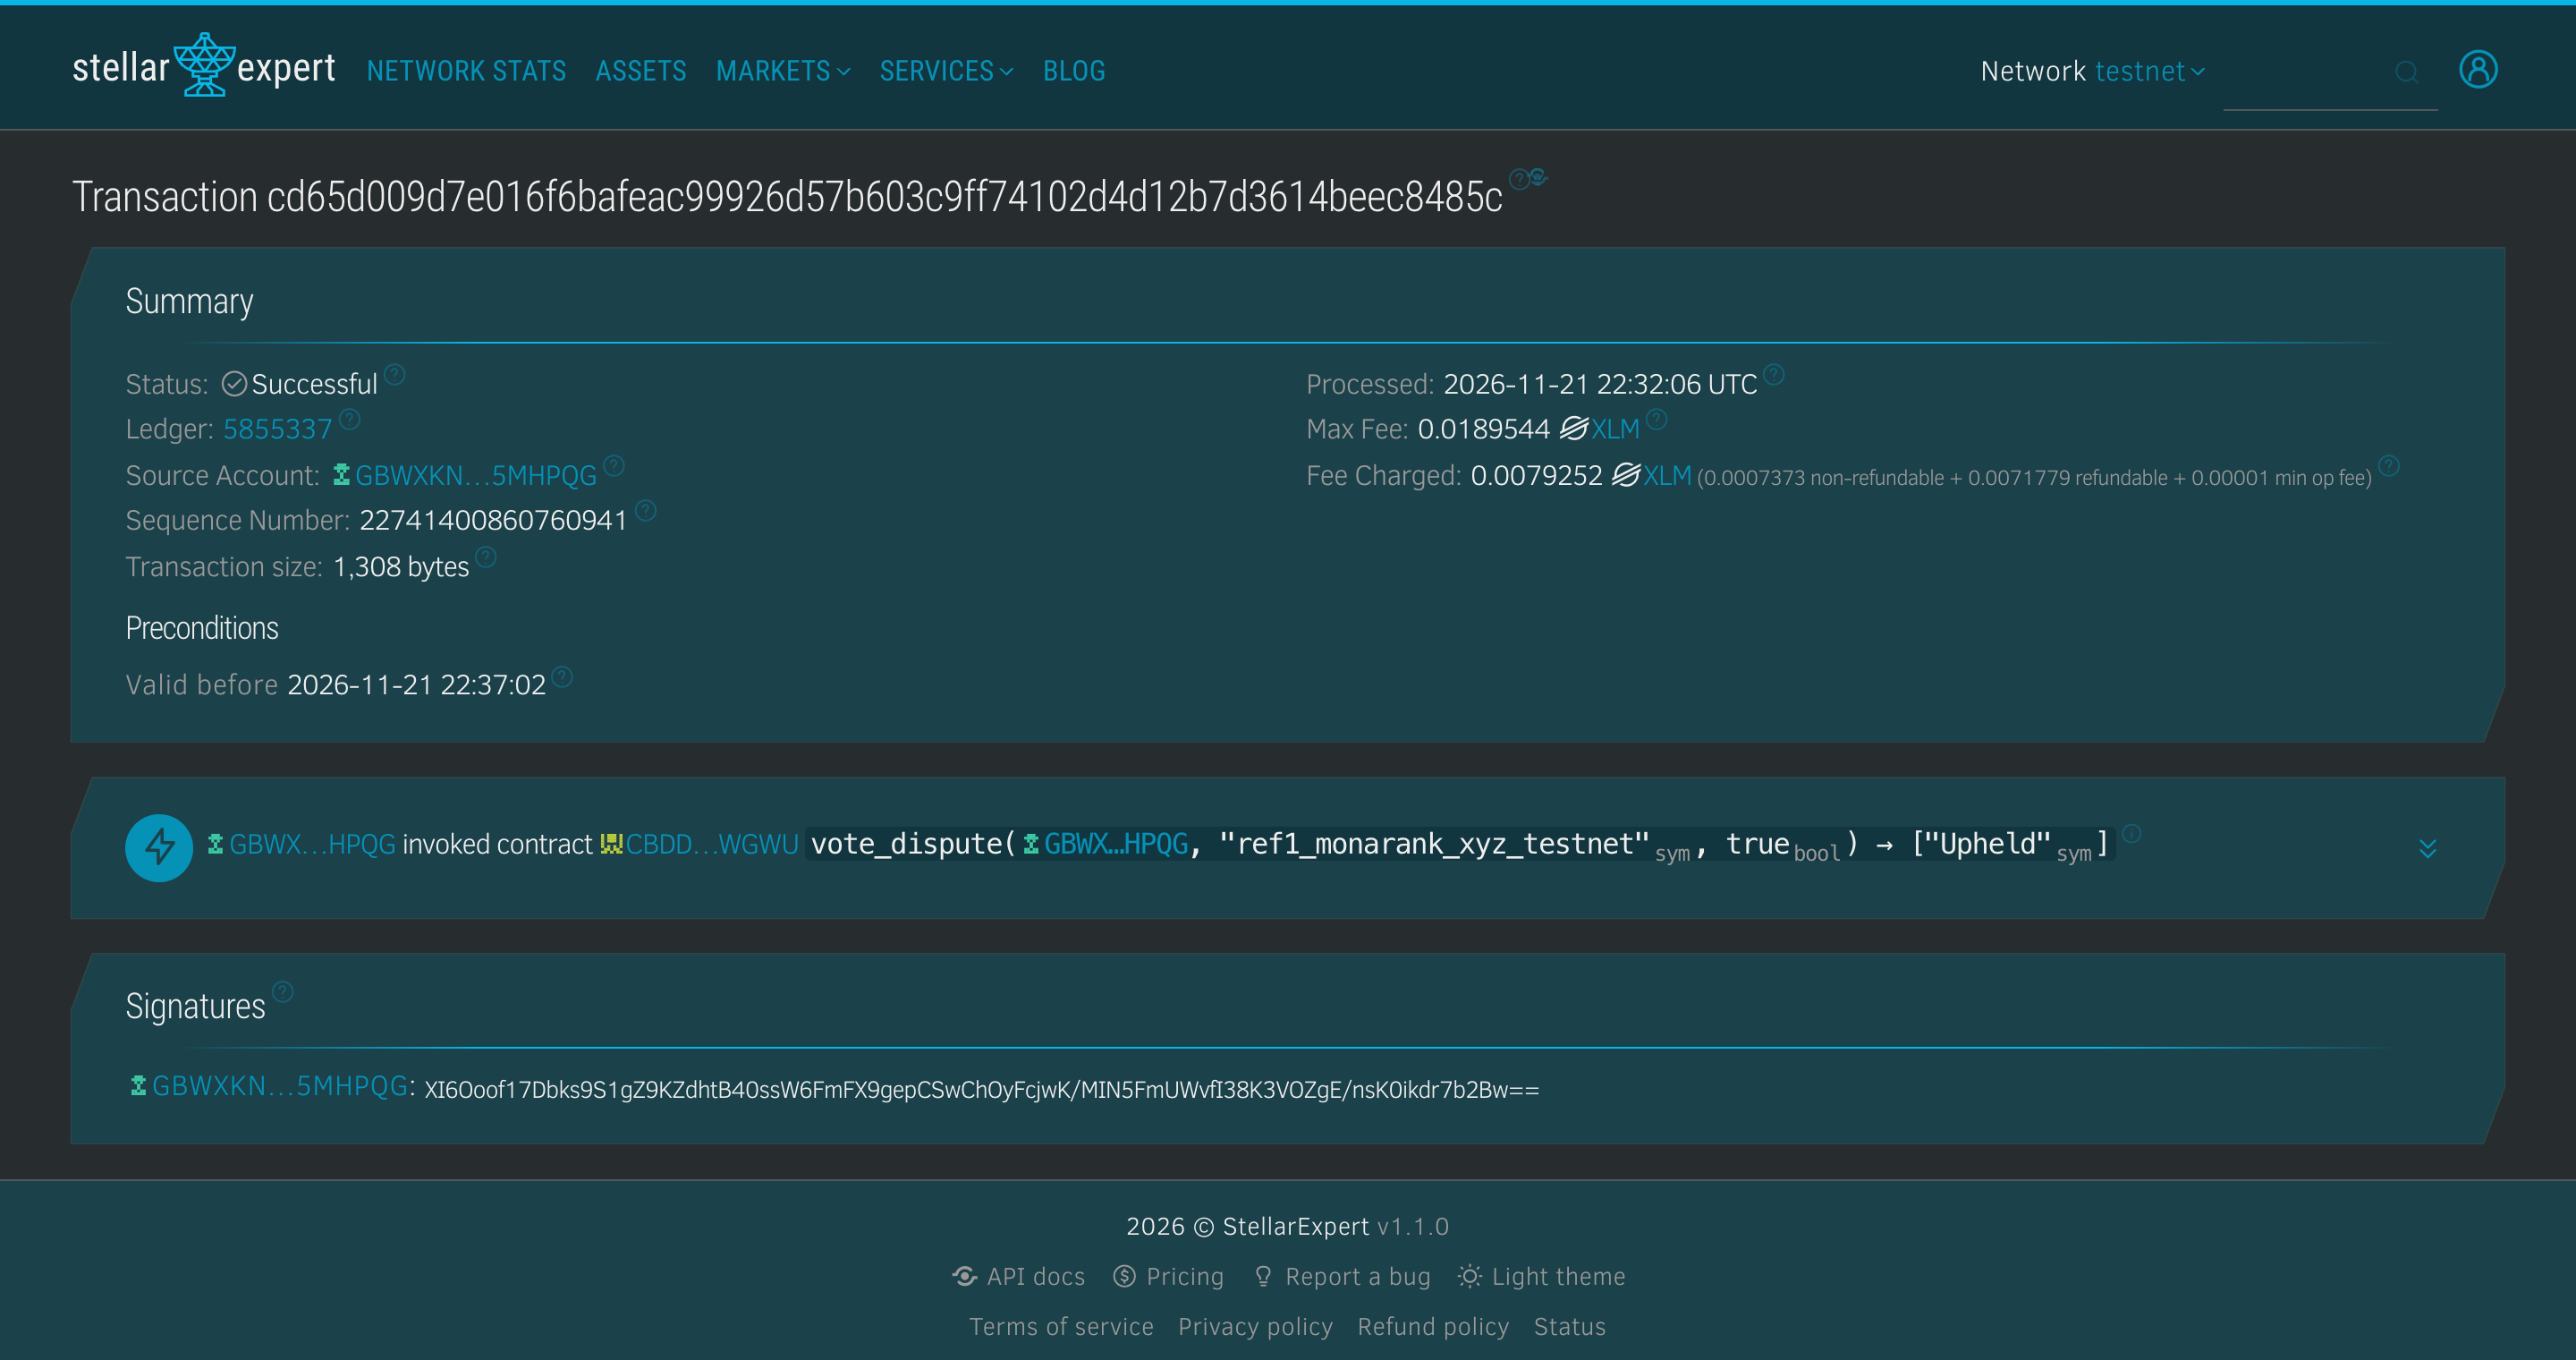 stellar expert NETWORK STATS ASSETS MARKETS SERVICES BLOG Network testnet
Transaction cd65d009d7e016f6bafeac99926d57b603c9ff74102d4d12b7d3614beec8485c
Summary
Status: Successful
Ledger: 5855337
Source Account: GBWXKN…5MHPQG
Sequence Number: 22741400860760941
Transaction size: 1,308 bytes
Processed: 2026-11-21 22:32:06 UTC
Max Fee: 0.0189544 XLM
Fee Charged: 0.0079252 XLM (0.0007373 non-refundable + 0.0071779 refundable + 0.00001 min op fee)
Preconditions
Valid before 2026-11-21 22:37:02
GBWX…HPQG invoked contract CBDD…WGWU vote_dispute(GBWX…HPQG, "ref1_monarank_xyz_testnet"sym, truebool) → ["Upheld"sym]
Signatures
GBWXKN…5MHPQG: XI6Ooof17Dbks9S1gZ9KZdhtB40ssW6FmFX9gepCSwChOyFcjwK/MIN5FmUWvfI38K3VOZgE/nsK0ikdr7b2Bw==
2026 © StellarExpert v1.1.0
API docs Pricing Report a bug Light theme
Terms of service Privacy policy Refund policy Status